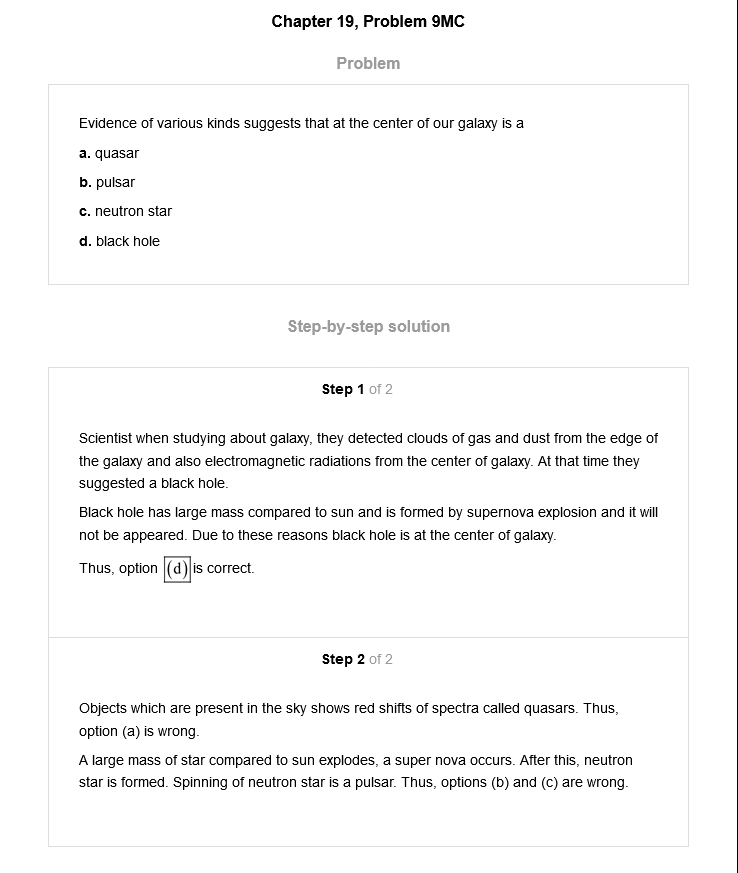 Chapter 19, Problem 9MC
Problem
Evidence of various kinds suggests that at the center of our galaxy is a
a. quasar
b. pulsar
c. neutron star
d. black hole
Step-by-step solution
Step 1 of 2
Scientist when studying about galaxy, they detected clouds of gas and dust from the edge of
the galaxy and also electromagnetic radiations from the center of galaxy. At that time they
suggested a black hole.
Black hole has large mass compared to sun and is formed by supernova explosion and it will
not be appeared. Due to these reasons black hole is at the center of galaxy.
Thus, option (d) is correct.
Step 2 of 2
Objects which are present in the sky shows red shifts of spectra called quasars. Thus,
option (a) is wrong.
A large mass of star compared to sun explodes, a super nova occurs. After this, neutron
star is formed. Spinning of neutron star is a pulsar. Thus, options (b) and (c) are wrong.